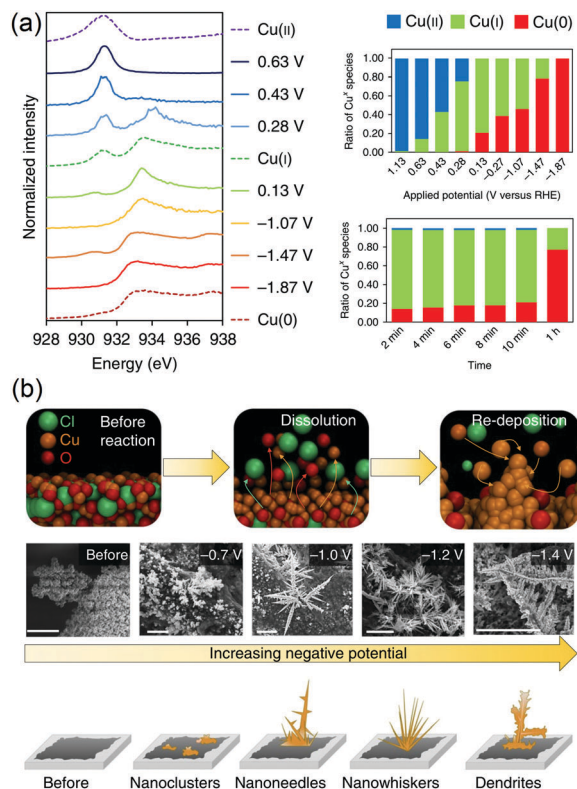 (a)
Cu(II)
0.63 V
0.43 V
0.28 V
Cu(I)
0.13 V
−1.07 V
−1.47 V
−1.87 V
Cu(0)
Normalized intensity
928 930 932 934 936 938
Energy (eV)
Cu(II) Cu(I) Cu(0)
Ratio of Cuˣ species
1.00
0.80
0.60
0.40
0.20
0.00
1.13 0.63 0.43 0.28 0.13 −0.27 −1.07 −1.47 −1.87
Applied potential (V versus RHE)
Ratio of Cuˣ species
1.00
0.80
0.60
0.40
0.20
0.00
2 min 4 min 6 min 8 min 10 min 1 h
Time
(b)
Cl
Cu
O
Before
reaction
Dissolution
Re-deposition
Before −0.7 V −1.0 V −1.2 V −1.4 V
Increasing negative potential
Before Nanoclusters Nanoneedles Nanowhiskers Dendrites